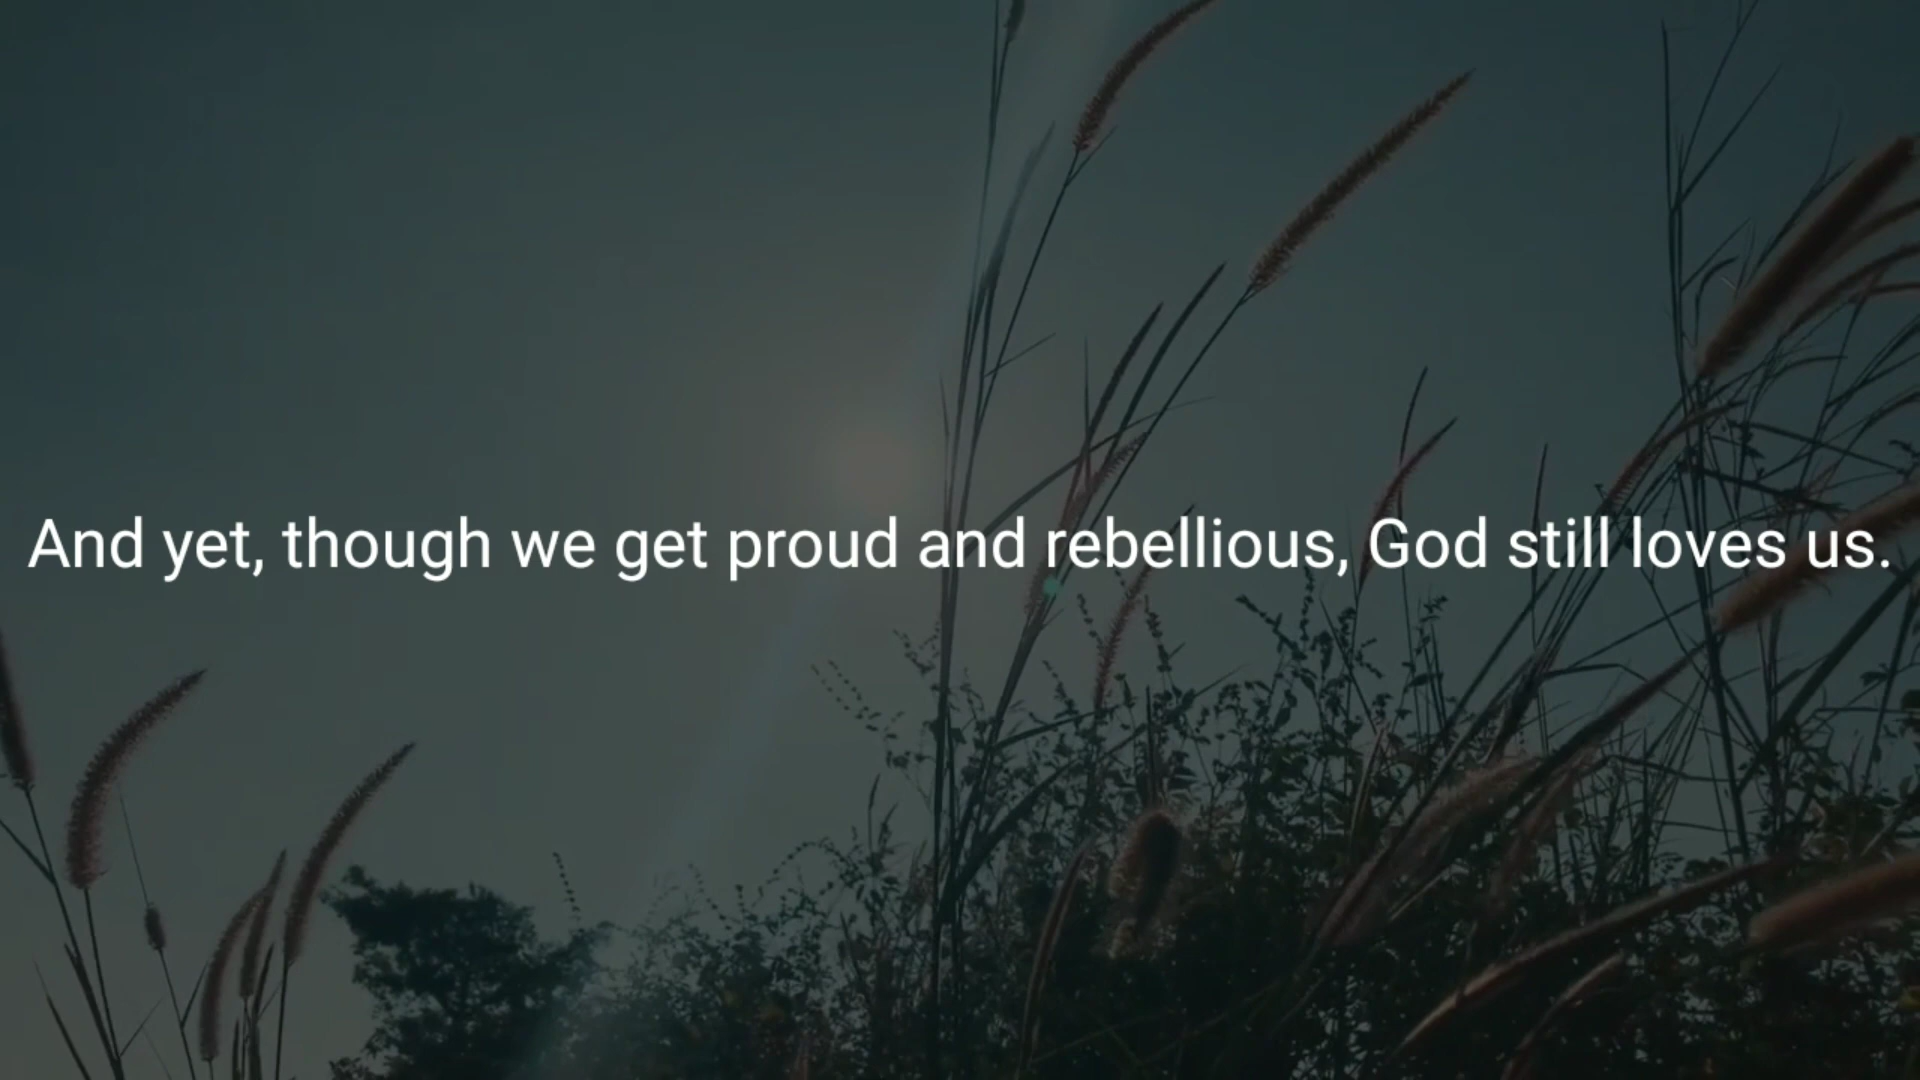 And yet, though we get proud and rebellious, God still loves us.